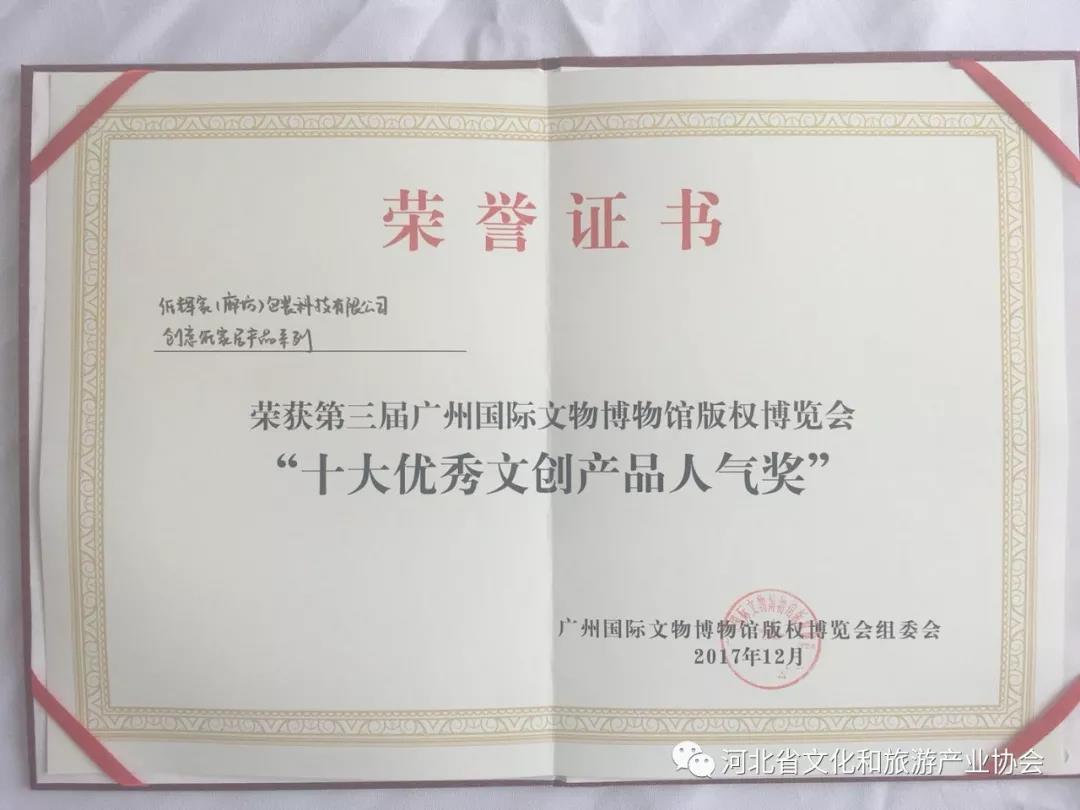 荣誉证书
纸辉家(廊坊)包装科技有限公司
创意纸家居产品系列
荣获第三届广州国际文物博物馆版权博览会
“十大优秀文创产品人气奖”
广州国际文物博物馆版权博览会组委会
2017年12月
河北省文化和旅游产业协会